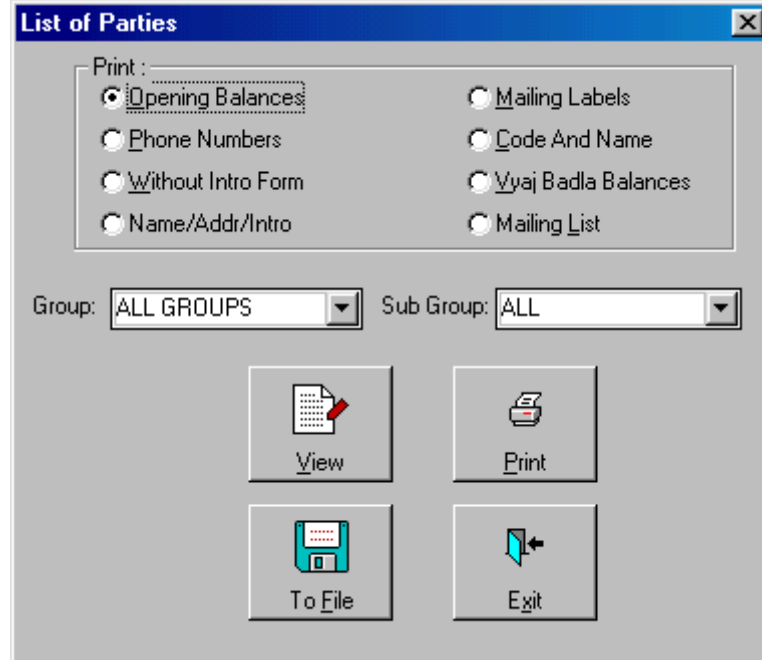 List of Parties
Print :
Opening Balances
Mailing Labels
Phone Numbers
Code And Name
Without Intro Form
Vyaj Badla Balances
Name/Addr/Intro
Mailing List
Group: ALL GROUPS Sub Group: ALL
View Print
To File Exit